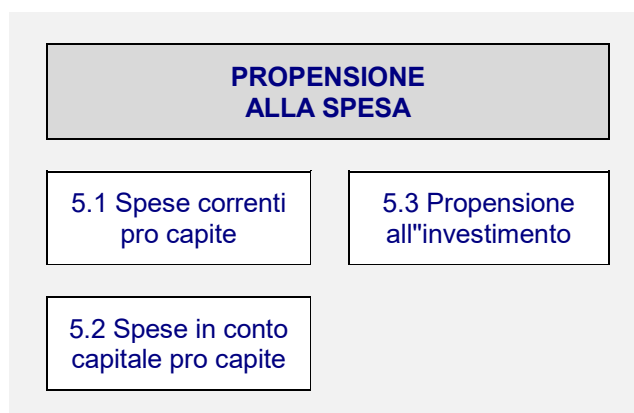 PROPENSIONE
ALLA SPESA
5.1 Spese correnti
pro capite
5.3 Propensione
all"investimento
5.2 Spese in conto
capitale pro capite